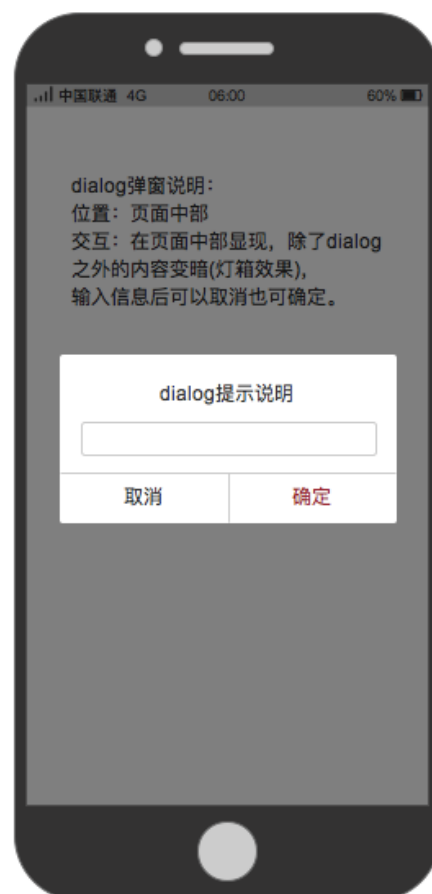 中国联通 4G 06:00 60%
dialog弹窗说明：
位置：页面中部
交互：在页面中部显现，除了dialog
之外的内容变暗(灯箱效果)，
输入信息后可以取消也可确定。
dialog提示说明
取消 确定